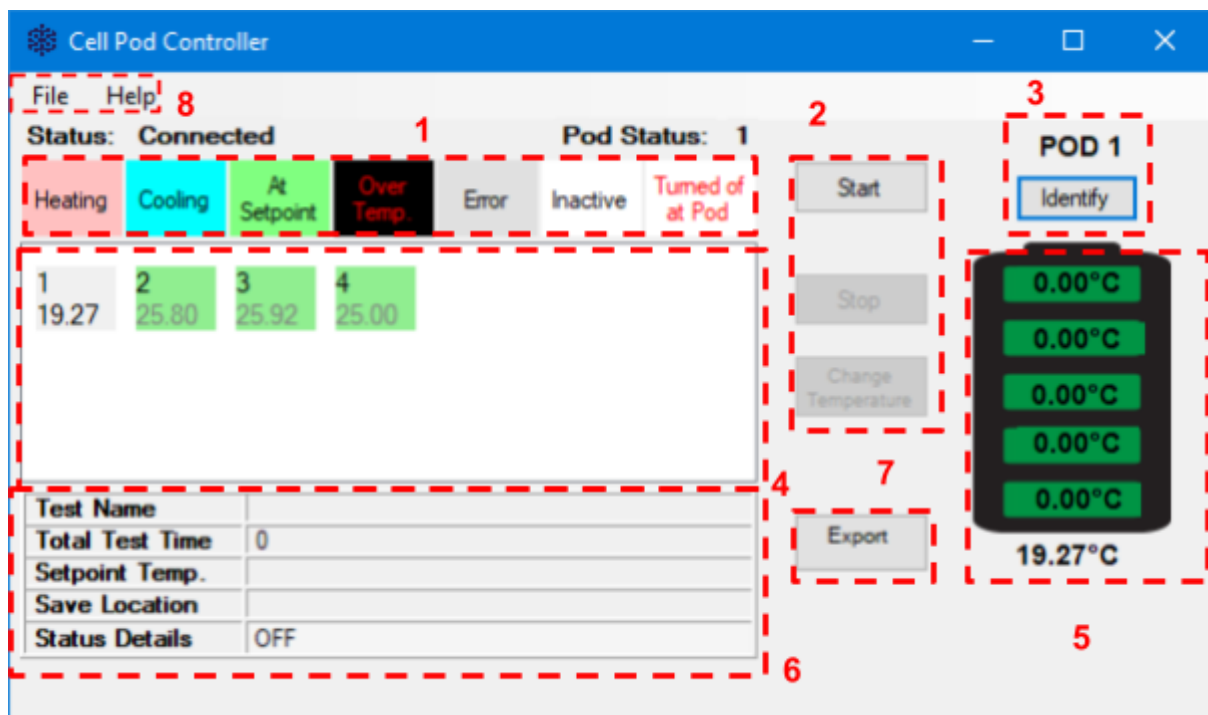 Cell Pod Controller
File Help 8
Status: Connected 1 Pod Status: 1
Heating
Cooling
At
Setpoint
Over
Temp.
Error
Inactive
Turned of
at Pod
2
Start
Stop
Change
Temperature
3
POD 1
Identify
1
19.27
2
25.80
3
25.92
4
25.00
4
0.00°C
0.00°C
0.00°C
0.00°C
0.00°C
19.27°C
5
Test Name
Total Test Time 0
Setpoint Temp.
Save Location
Status Details OFF
6
7
Export